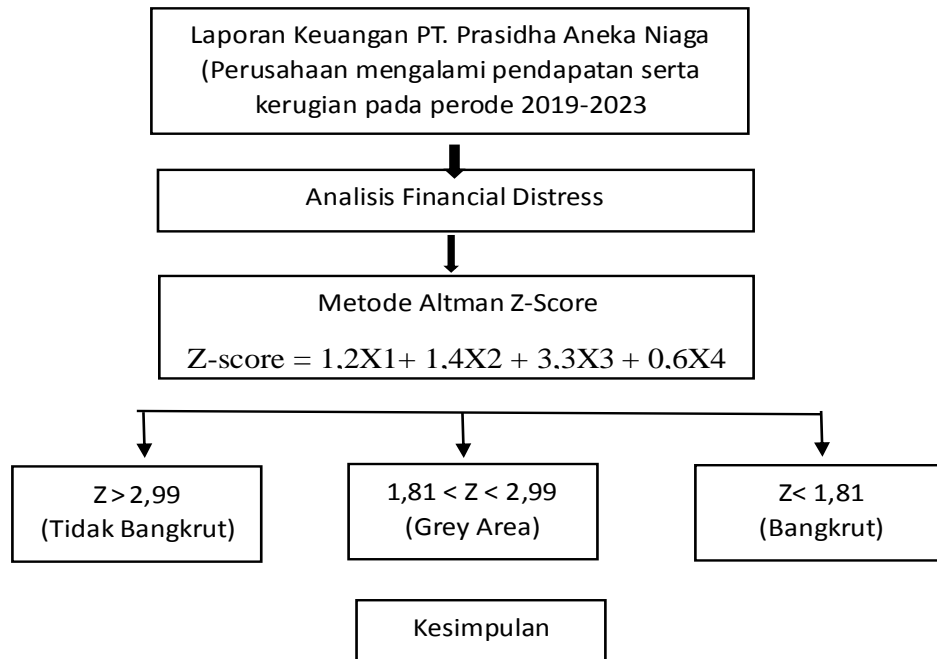 Laporan Keuangan PT. Prasidha Aneka Niaga
(Perusahaan mengalami pendapatan serta
kerugian pada perode 2019-2023
Analisis Financial Distress
Metode Altman Z-Score
Z-score = 1,2X1+ 1,4X2 + 3,3X3 + 0,6X4
Z > 2,99
(Tidak Bangkrut)
1,81 < Z < 2,99
(Grey Area)
Z< 1,81
(Bangkrut)
Kesimpulan